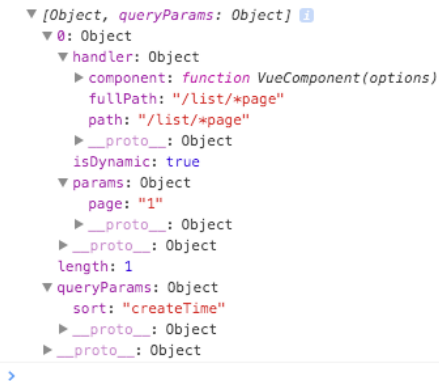 ▼ [Object, queryParams: Object] i
▼ 0: Object
▼ handler: Object
▶ component: function VueComponent(options)
fullPath: "/list/*page"
path: "/list/*page"
▶ __proto__: Object
isDynamic: true
▼ params: Object
page: "1"
▶ __proto__: Object
▶ __proto__: Object
length: 1
▼ queryParams: Object
sort: "createTime"
▶ __proto__: Object
▶ __proto__: Object
>